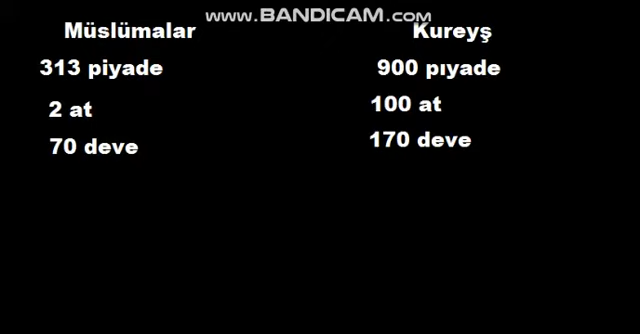 www.BANDICAM.com
Müslümalar
313 piyade
2 at
70 deve
Kureyş
900 pıyade
100 at
170 deve